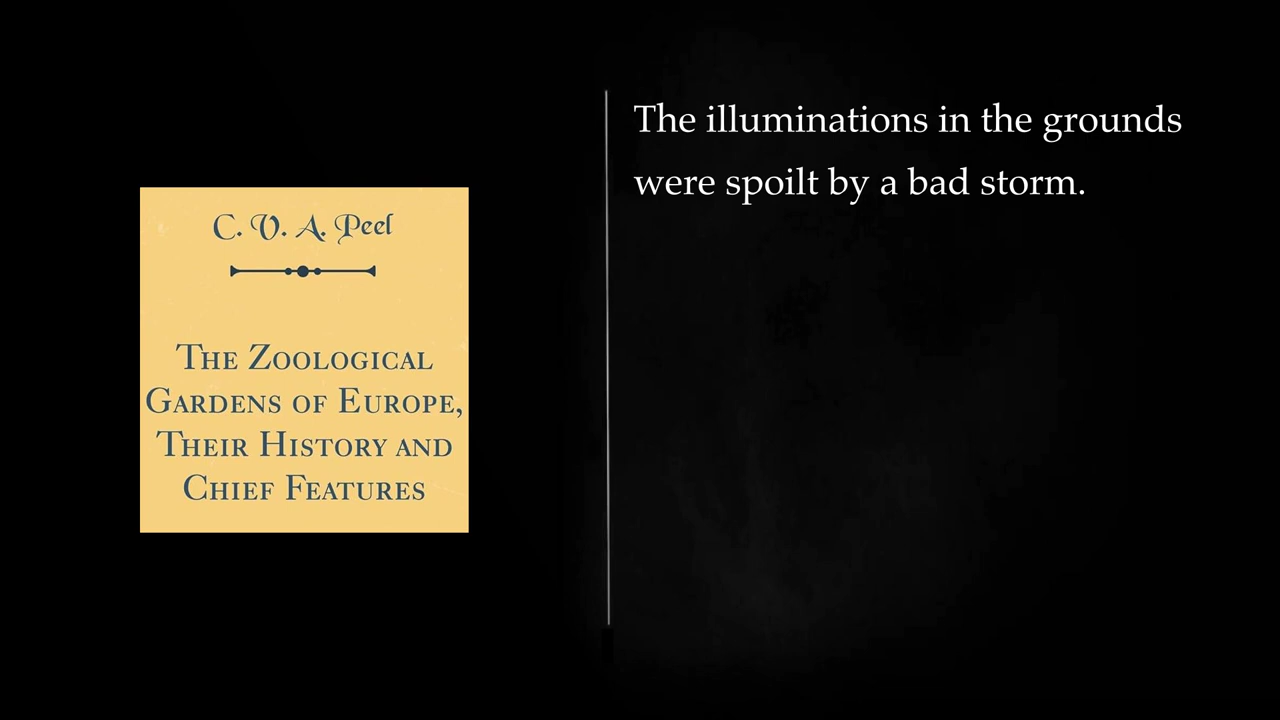 C. V. A. Peel
The Zoological
Gardens of Europe,
Their History and
Chief Features
The illuminations in the grounds
were spoilt by a bad storm.